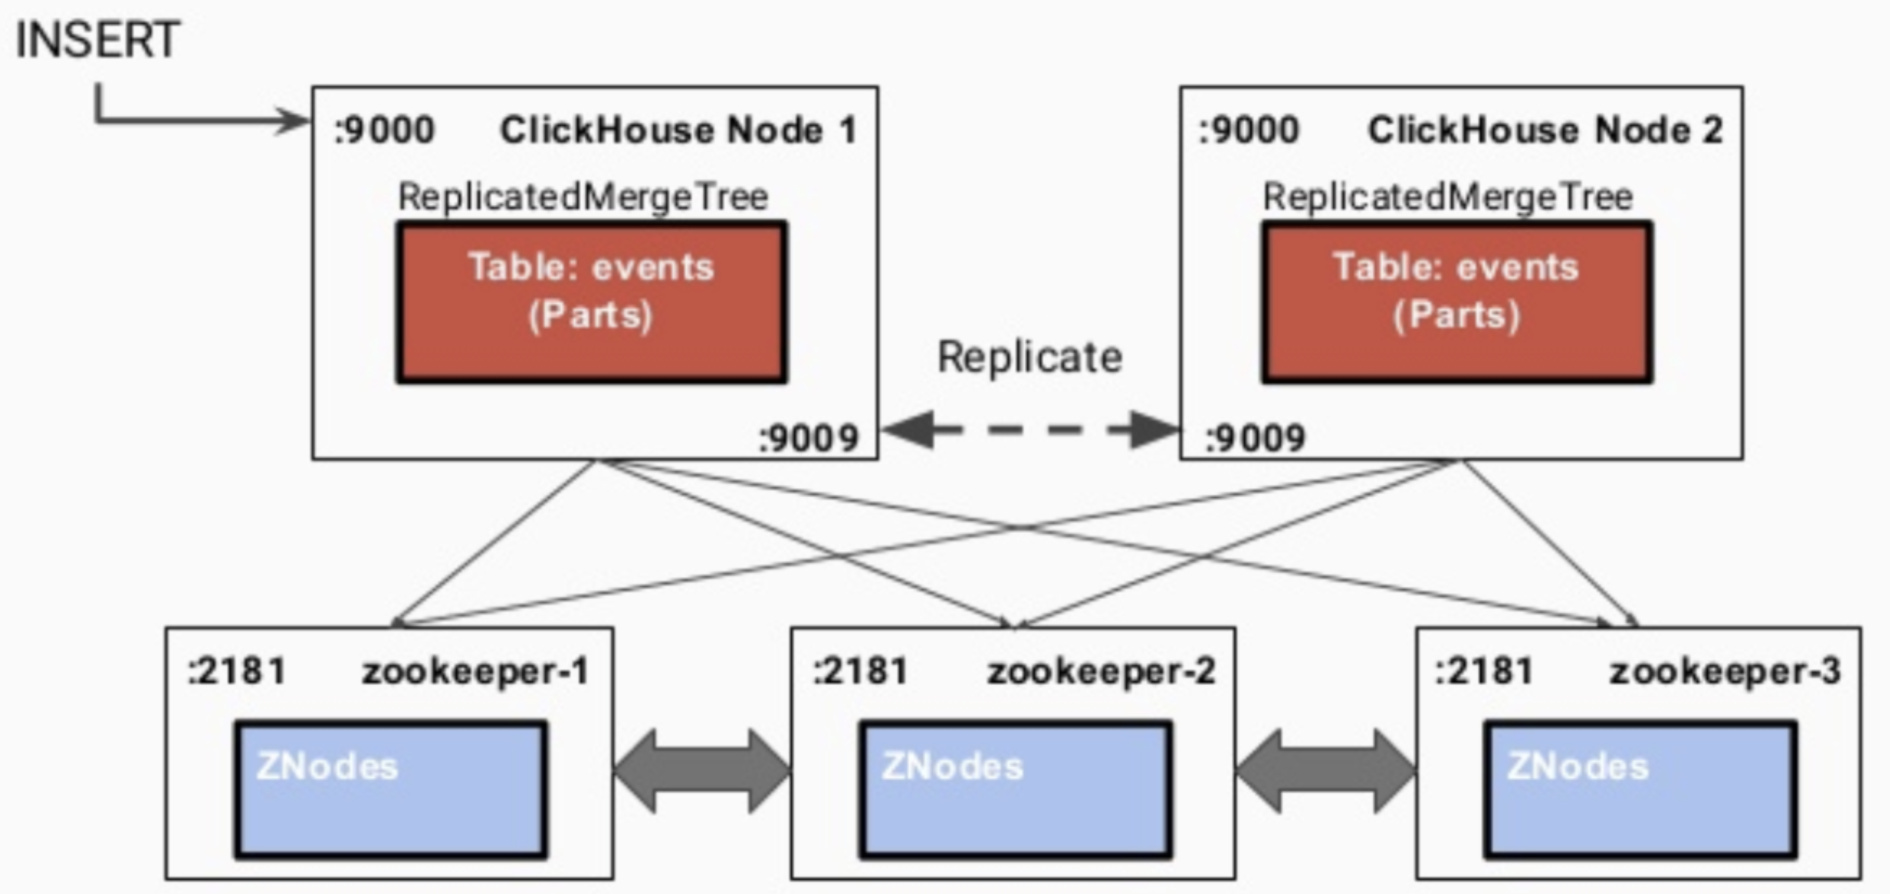 INSERT
:9000 ClickHouse Node 1
ReplicatedMergeTree
Table: events
(Parts)
:9009
Replicate
:9000 ClickHouse Node 2
ReplicatedMergeTree
Table: events
(Parts)
:9009
:2181 zookeeper-1
ZNodes
:2181 zookeeper-2
ZNodes
:2181 zookeeper-3
ZNodes